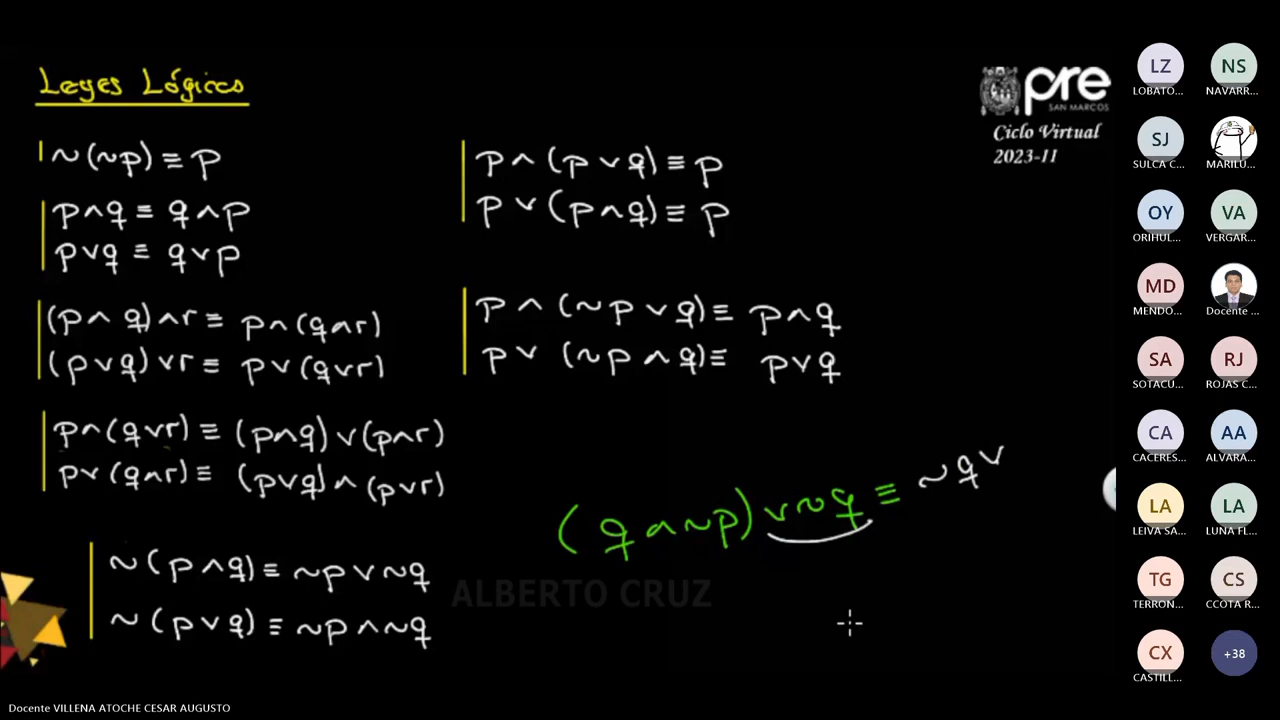 Leyes Lógicas
~(~p) ≡ p
p ∧ q ≡ q ∧ p
p ∨ q ≡ q ∨ p
(p ∧ q) ∧ r ≡ p ∧ (q ∧ r)
(p ∨ q) ∨ r ≡ p ∨ (q ∨ r)
p ∧ (q ∨ r) ≡ (p ∧ q) ∨ (p ∧ r)
p ∨ (q ∧ r) ≡ (p ∨ q) ∧ (p ∨ r)
~(p ∧ q) ≡ ~p ∨ ~q
~(p ∨ q) ≡ ~p ∧ ~q
p ∧ (p ∨ q) ≡ p
p ∨ (p ∧ q) ≡ p
p ∧ (~p ∨ q) ≡ p ∧ q
p ∨ (~p ∧ q) ≡ p ∨ q
(q ∧ ~p) ∨ ~q ≡ ~q ∨
ALBERTO CRUZ
pre
SAN MARCOS
Ciclo Virtual
2023-II
LZ NS
LOBATO... NAVARR...
SJ
SULCA C... MARILÚ...
OY VA
ORIHUL... VERGAR...
MD
MENDO... Docente ...
SA RJ
SOTACU... ROJAS C...
CA AA
CACERES... ALVARA...
LA LA
LEIVA SA... LUNA FL...
TG CS
TERRON... CCOTA R...
CX +38
CASTILL...
Docente VILLENA ATOCHE CESAR AUGUSTO